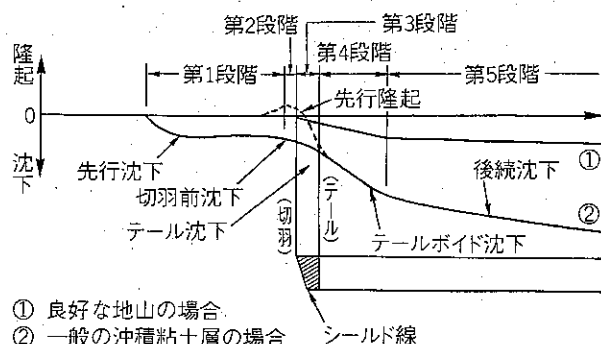 第2段階
第3段階
隆起
第1段階
第4段階
第5段階
先行隆起
0
沈下
先行沈下
①
切羽前沈下
後続沈下
テール沈下
(切羽)
(テール)
②
テールボイド沈下
① 良好な地山の場合
② 一般の沖積粘土層の場合
シールド線